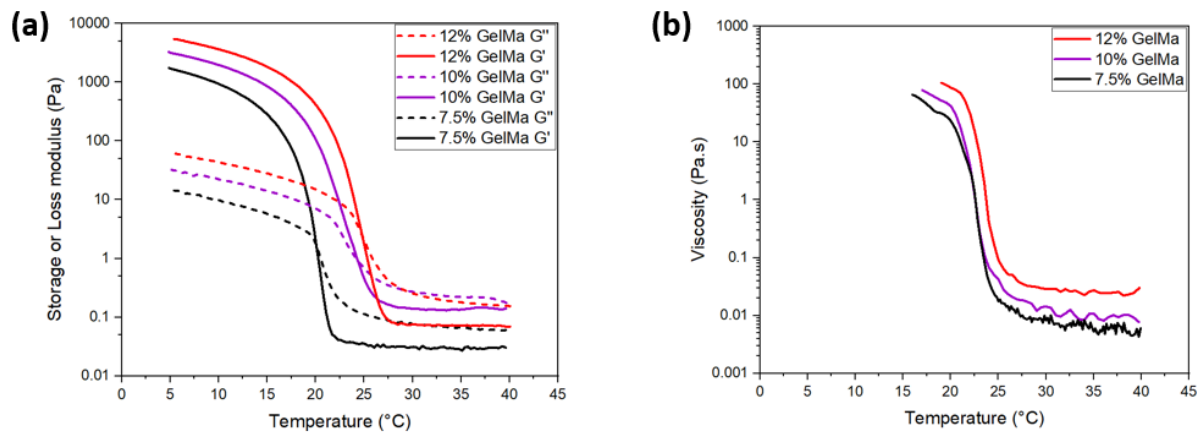 (a)
Storage or Loss modulus (Pa)
10000
1000
100
10
1
0.1
0.01
12% GelMa G"
12% GelMa G'
10% GelMa G"
10% GelMa G'
7.5% GelMa G"
7.5% GelMa G'
0 5 10 15 20 25 30 35 40 45
Temperature (°C)
(b)
Viscosity (Pa.s)
1000
100
10
1
0.1
0.01
0.001
12% GelMa
10% GelMa
7.5% GelMa
0 5 10 15 20 25 30 35 40 45
Temperature (°C)